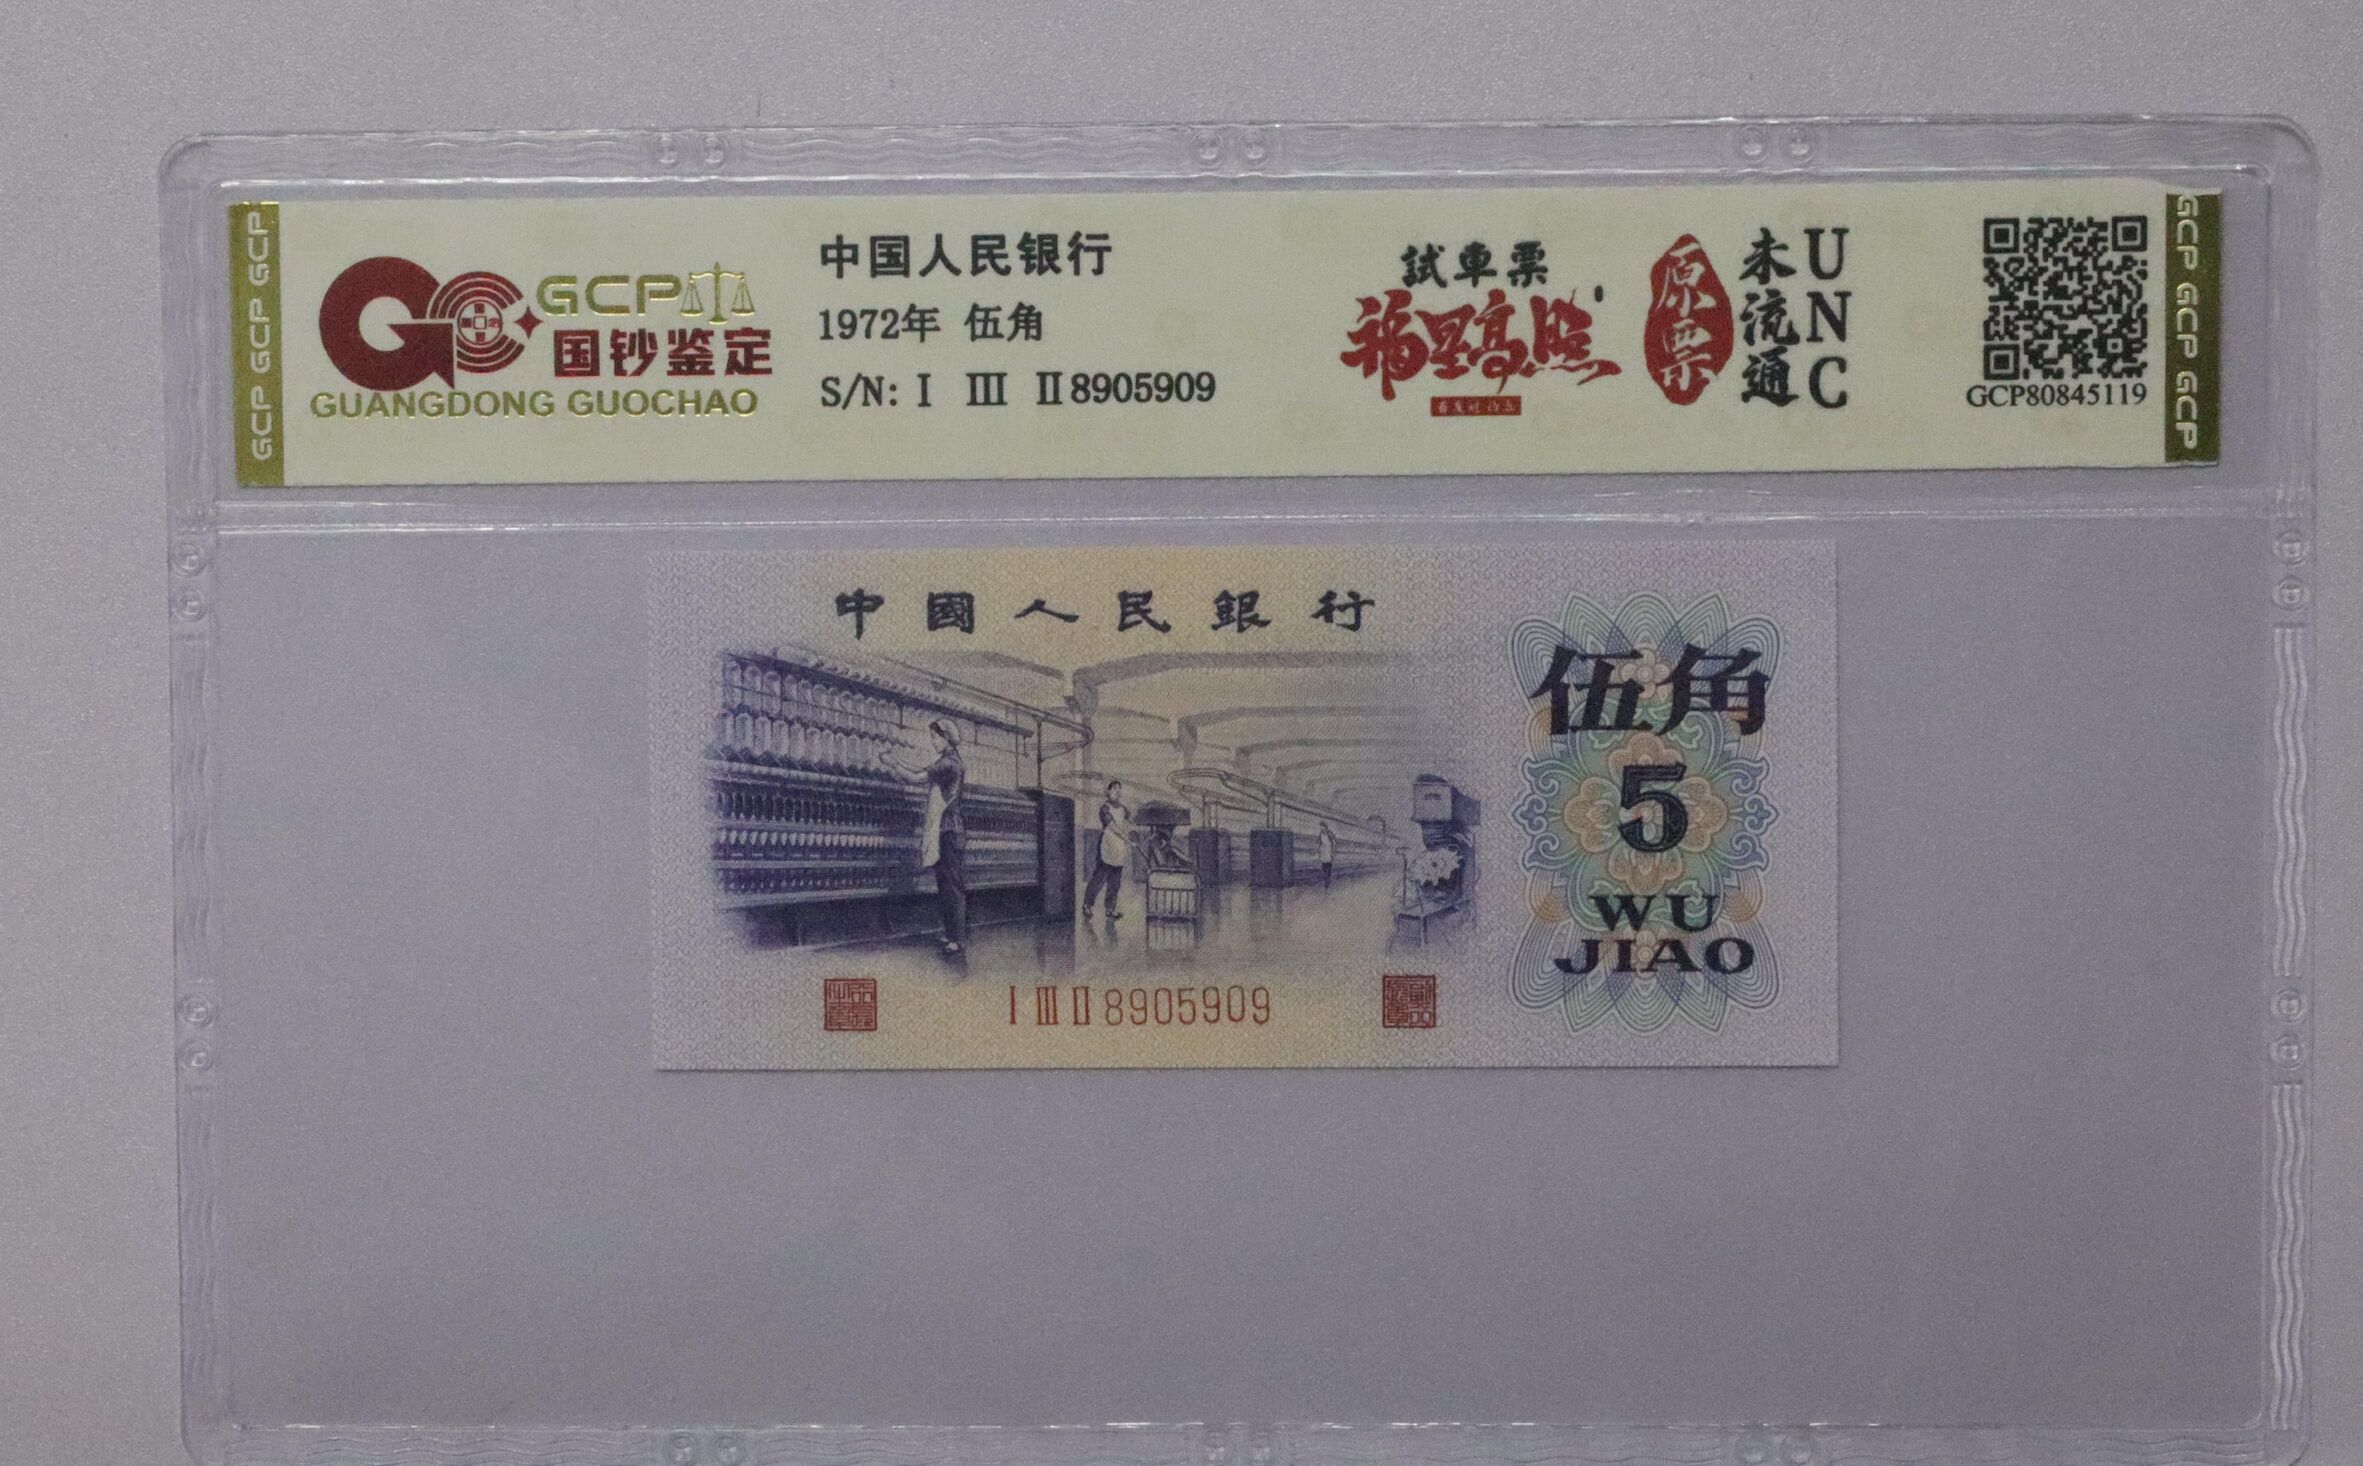 GCP GCP GCP
GCP
国钞鉴定
GUANGDONG GUOCHAO
中国人民银行
1972年 伍角
S/N: Ⅰ Ⅲ Ⅱ8905909
試車票
福星高照
原票
未流通
UNC
GCP80845119
GCP GCP GCP
中國人民銀行
伍角
5
WU
JIAO
Ⅰ Ⅲ Ⅱ 8905909